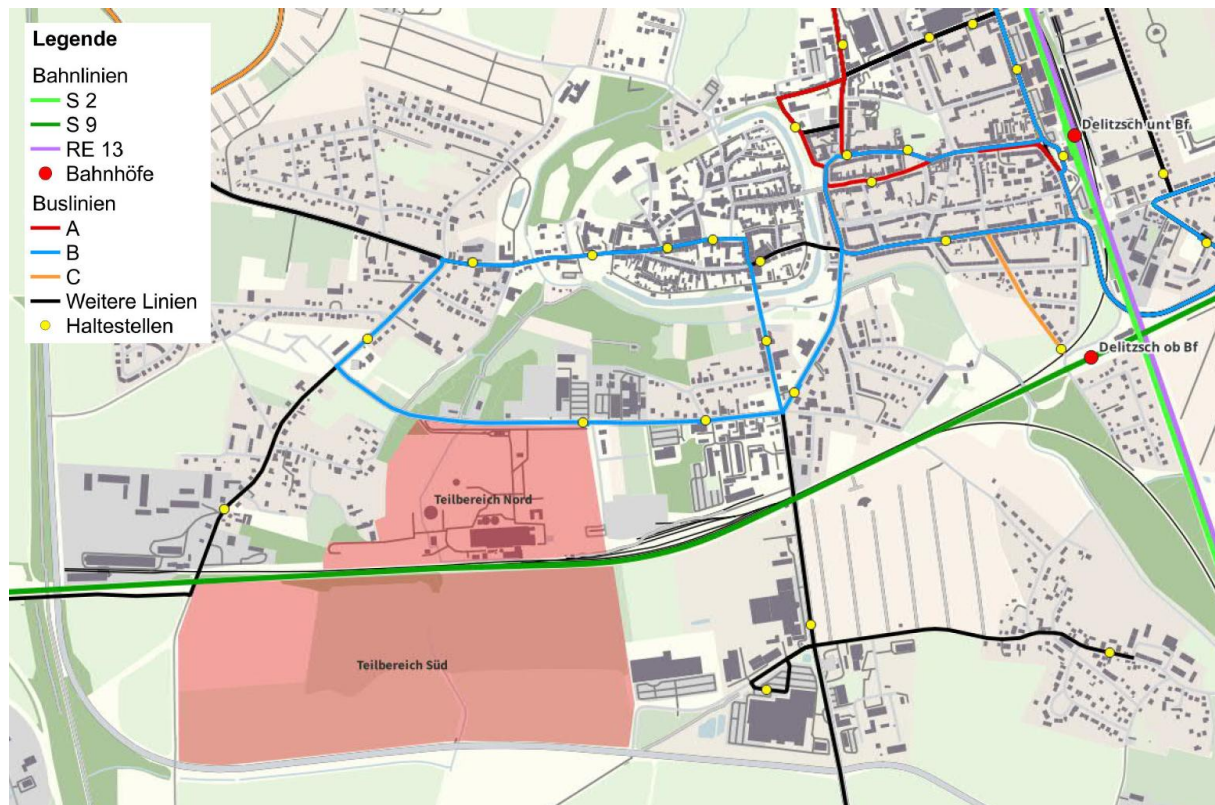 Legende
Bahnlinien
S 2
S 9
RE 13
Bahnhöfe
Buslinien
A
B
C
Weitere Linien
Haltestellen
Delitzsch unt Bf
Delitzsch ob Bf
Teilbereich Nord
Teilbereich Süd